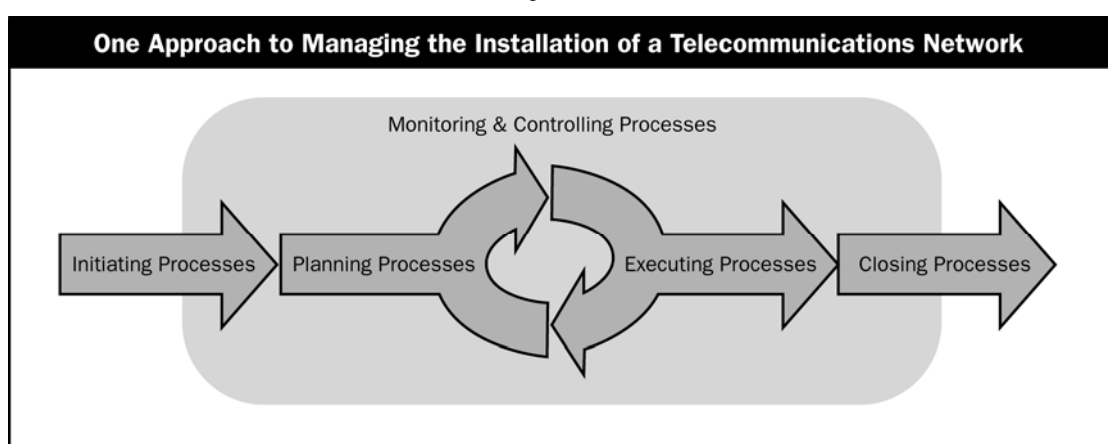 One Approach to Managing the Installation of a Telecommunications Network
Monitoring & Controlling Processes
Initiating Processes
Planning Processes
Executing Processes
Closing Processes